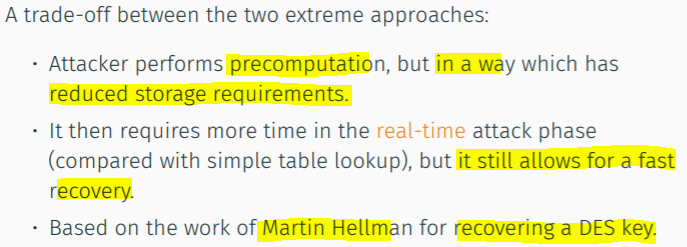 A trade-off between the two extreme approaches:
• Attacker performs precomputation, but in a way which has
reduced storage requirements.
• It then requires more time in the real-time attack phase
(compared with simple table lookup), but it still allows for a fast
recovery.
• Based on the work of Martin Hellman for recovering a DES key.